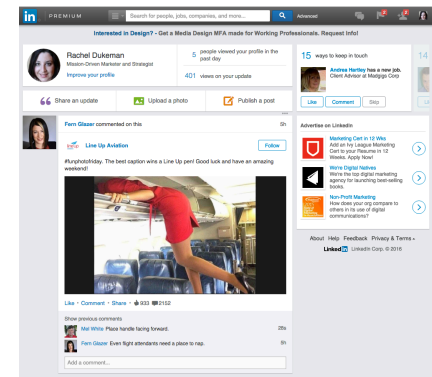 in PREMIUM Search for people, jobs, companies, and more... Advanced
Interested in Design? - Get a Media Design MFA made for Working Professionals. Request Info!
Rachel Dukeman
Mission-Driven Marketer and Strategist
Improve your profile
5 people viewed your profile in the past day
401 views on your update
Share an update
Upload a photo
Publish a post
Fern Glazer commented on this 5h
Line Up Aviation
Follow
#funphotofriday. The best caption wins a Line Up pen! Good luck and have an amazing
weekend!
Like • Comment • Share • 933 2152
Show previous comments
Mel White Place handle facing forward. 28s
Fern Glazer Even flight attendants need a place to nap. 5h
Add a comment...
15 ways to keep in touch
14
Andrea Hartley has a new job.
Client Advisor at Madgigs Corp
Like
Comment
Skip
Advertise on LinkedIn
Marketing Cert in 12 Wks
Add an Ivy League Marketing
Cert to your Resume in 12
Weeks. Apply Now!
We're Digital Natives
We're the top digital marketing
agency for launching best-selling
books.
Non-Profit Marketing
How does your org compare to
others in its use of digital
communications?
About Help Feedback Privacy & Terms
LinkedIn LinkedIn Corp. © 2016